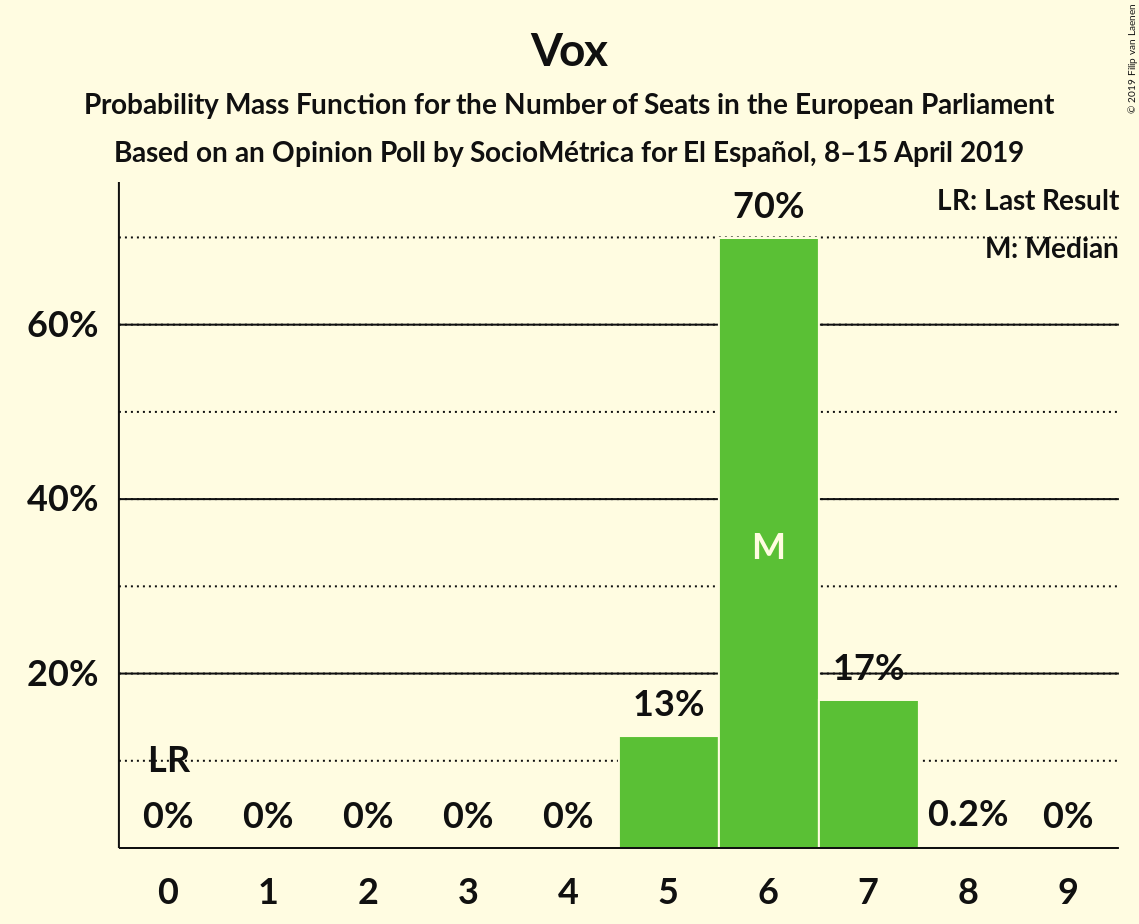 Vox
Probability Mass Function for the Number of Seats in the European Parliament
Based on an Opinion Poll by SocioMétrica for El Español, 8–15 April 2019
© 2019 Filip van Laenen
LR: Last Result
M: Median
60%
40%
20%
LR
0%
0%
0%
0%
0%
13%
70%
M
17%
0.2%
0%
0 1 2 3 4 5 6 7 8 9